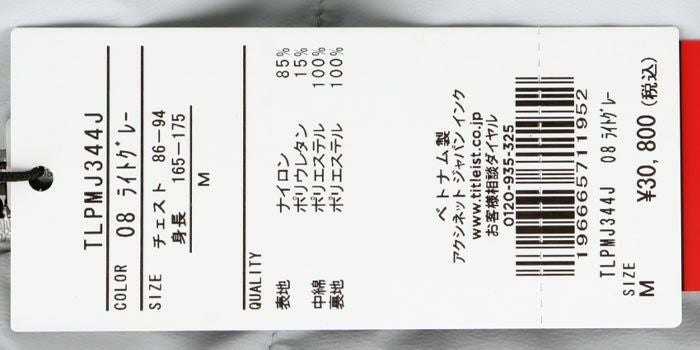 TLPMJ344J
COLOR 08 ライトグレー
SIZE チェスト 86-94
身長 165-175
M
QUALITY
表地 ナイロン 85%
ポリウレタン 15%
中綿 ポリエステル 100%
裏地 ポリエステル 100%
ベトナム製
アクシネット ジャパン インク
www.titleist.co.jp
お客様相談ダイヤル
0120-935-325
196665711952
TLPMJ344J 08 ライトグレー
SIZE M
¥30,800(税込)